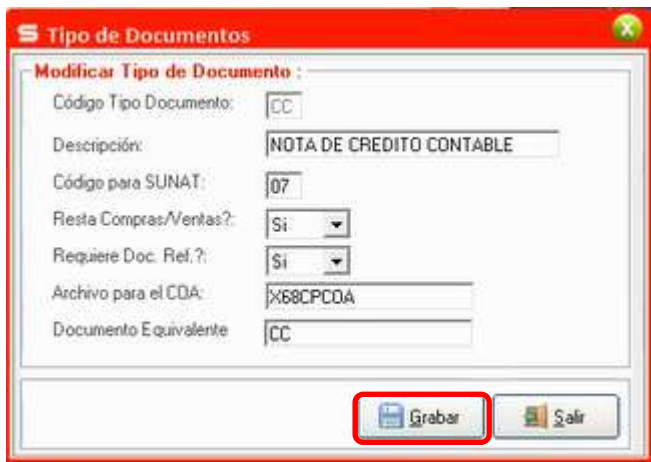 S Tipo de Documentos
Modificar Tipo de Documento :
Código Tipo Documento: CC
Descripción: NOTA DE CREDITO CONTABLE
Código para SUNAT: 07
Resta Compras/Ventas?: Si
Requiere Doc. Ref.?: Si
Archivo para el COA: X68CPCOA
Documento Equivalente CC
Grabar Salir